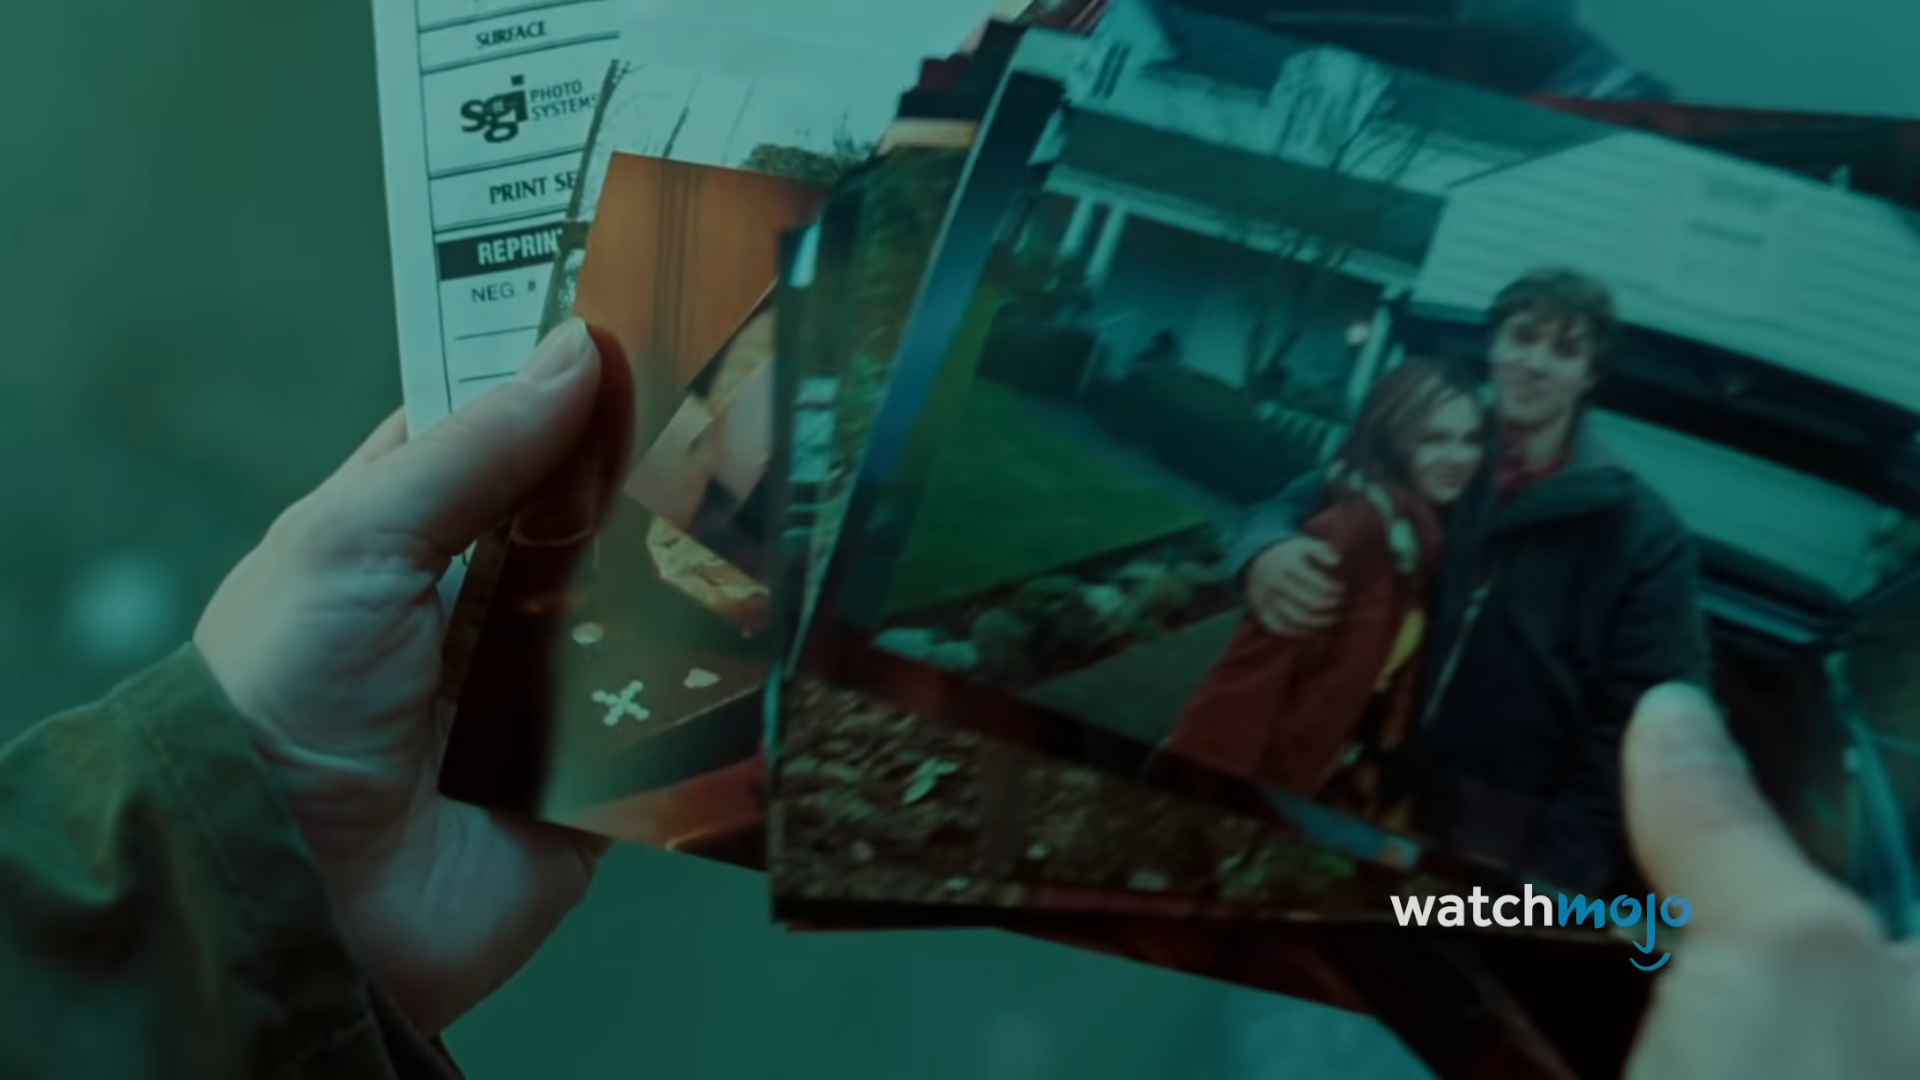 SURFACE
sgi PHOTO
SYSTEMS
PRINT SE
REPRIN
NEG. #
watchmojo